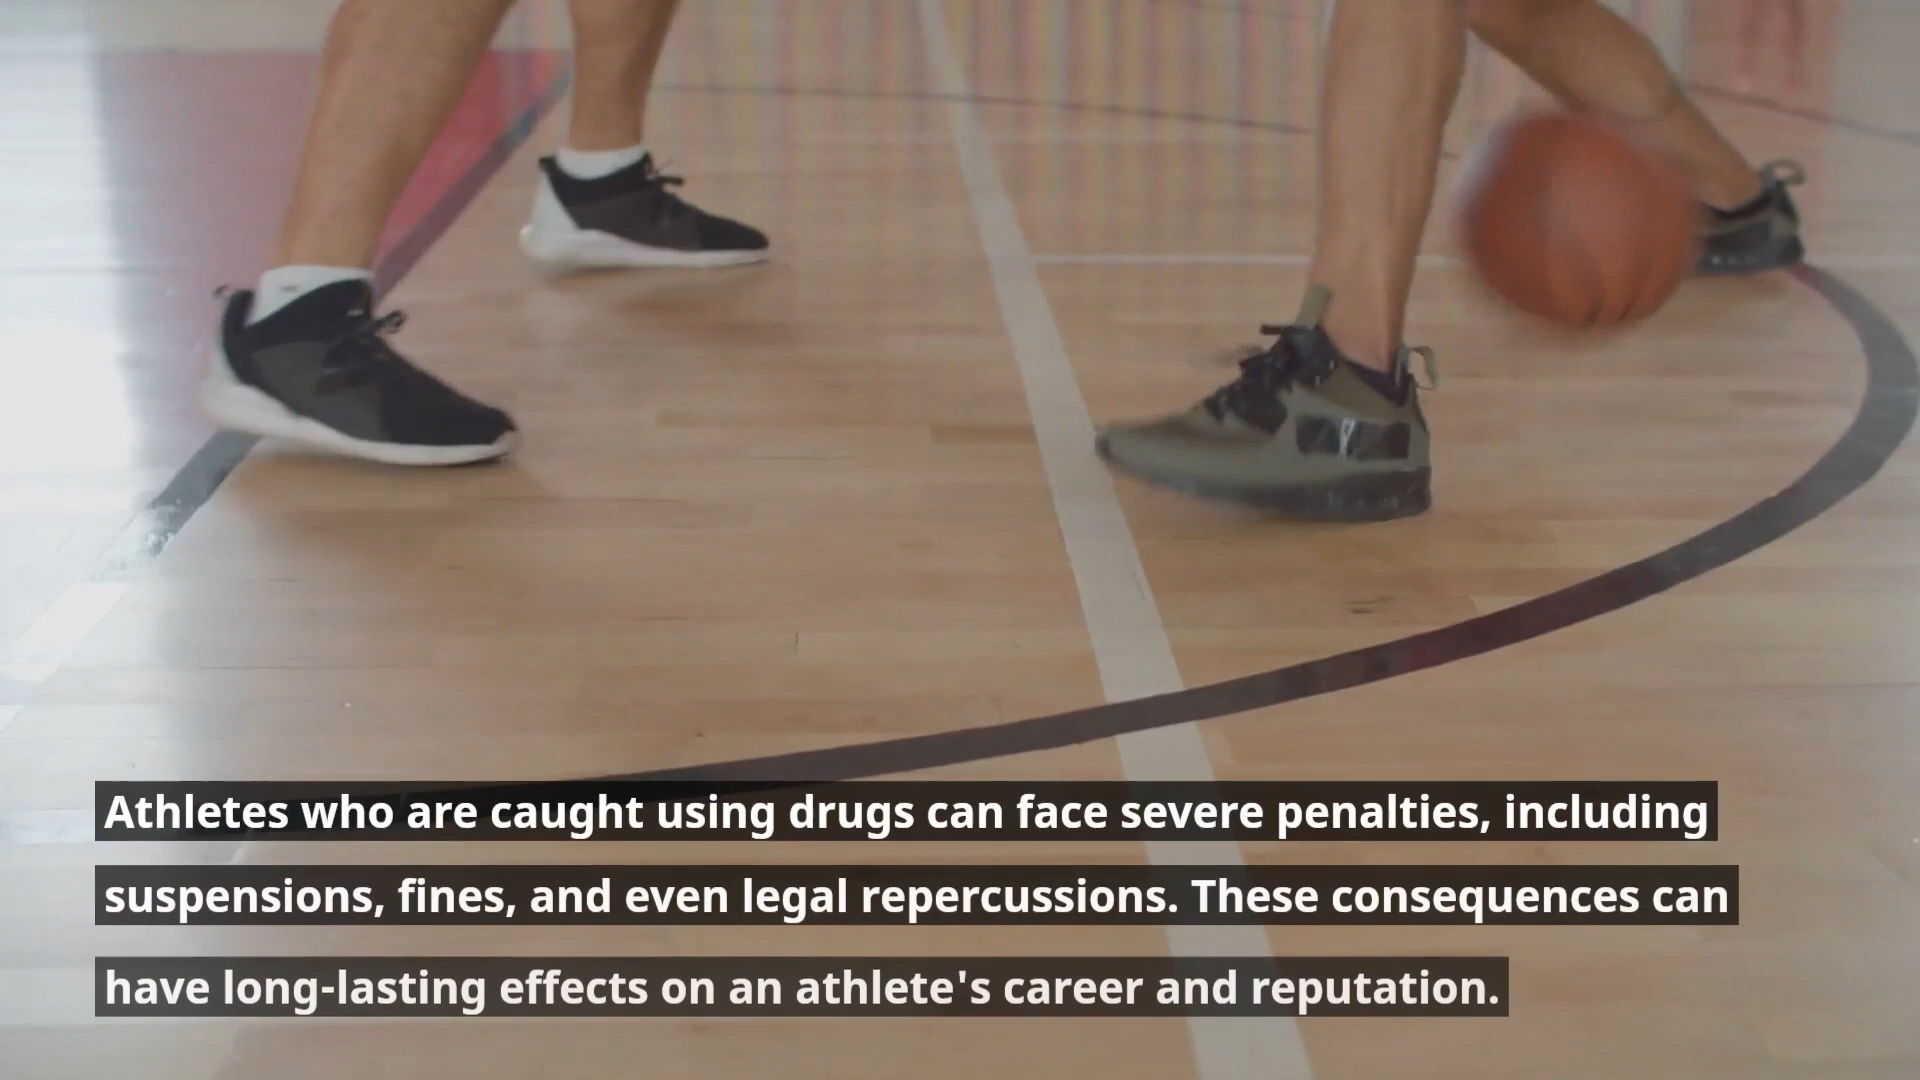 Athletes who are caught using drugs can face severe penalties, including
suspensions, fines, and even legal repercussions. These consequences can
have long-lasting effects on an athlete's career and reputation.